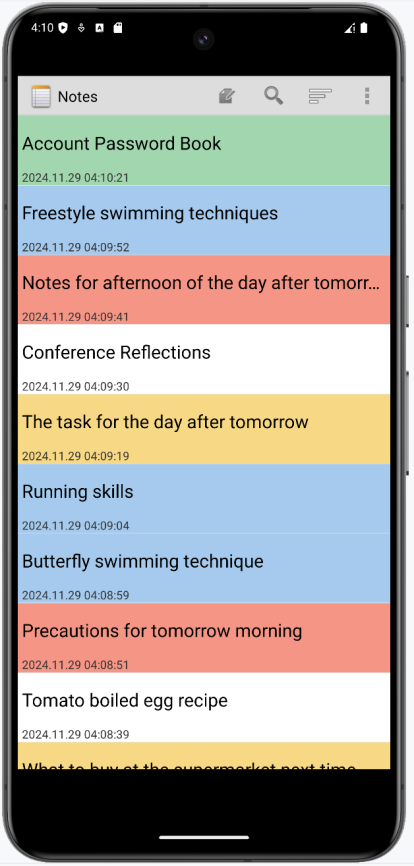 4:10
Notes
Account Password Book
2024.11.29 04:10:21
Freestyle swimming techniques
2024.11.29 04:09:52
Notes for afternoon of the day after tomorr...
2024.11.29 04:09:41
Conference Reflections
2024.11.29 04:09:30
The task for the day after tomorrow
2024.11.29 04:09:19
Running skills
2024.11.29 04:09:04
Butterfly swimming technique
2024.11.29 04:08:59
Precautions for tomorrow morning
2024.11.29 04:08:51
Tomato boiled egg recipe
2024.11.29 04:08:39
What to buy at the supermarket next time